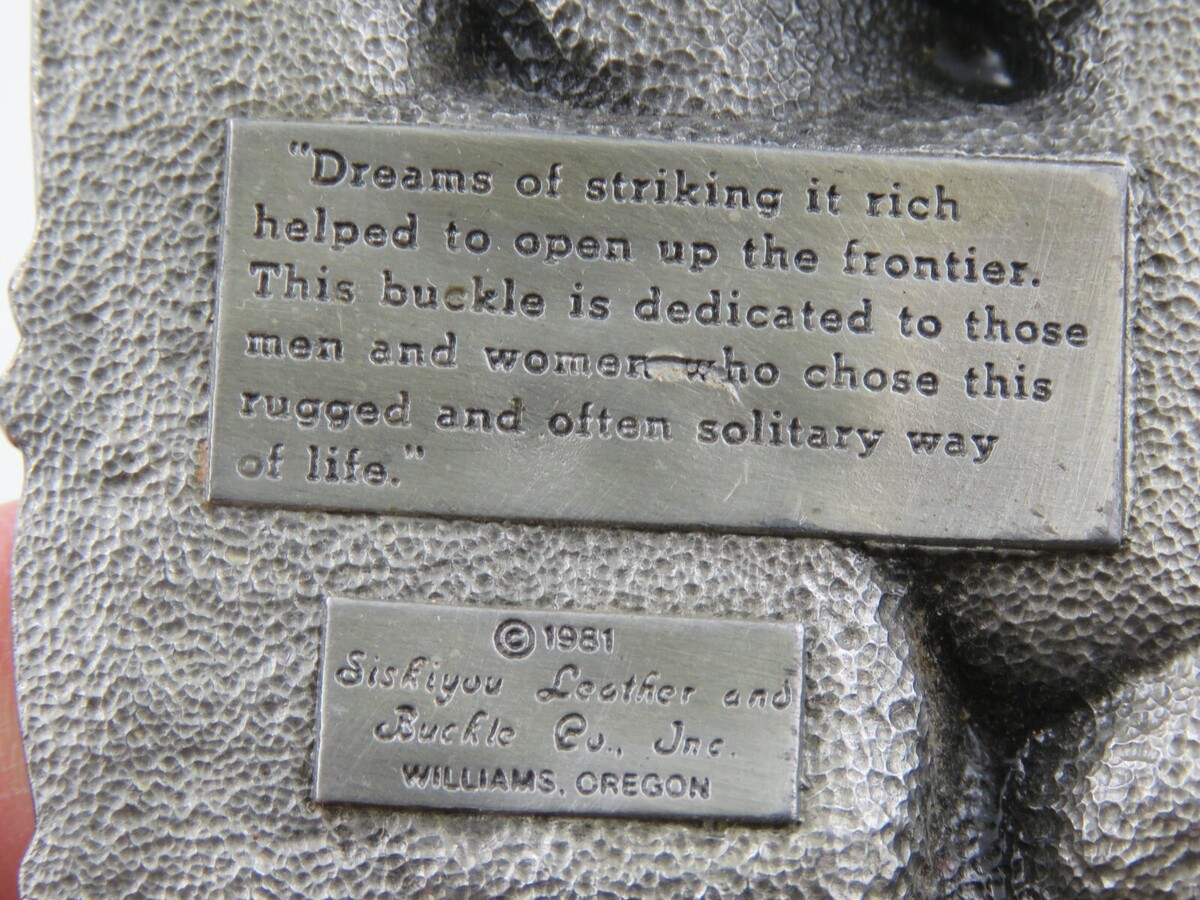 "Dreams of striking it rich
helped to open up the frontier.
This buckle is dedicated to those
men and women who chose this
rugged and often solitary way
of life."
© 1981
Siskiyou Leather and
Buckle Co., Inc.
WILLIAMS, OREGON